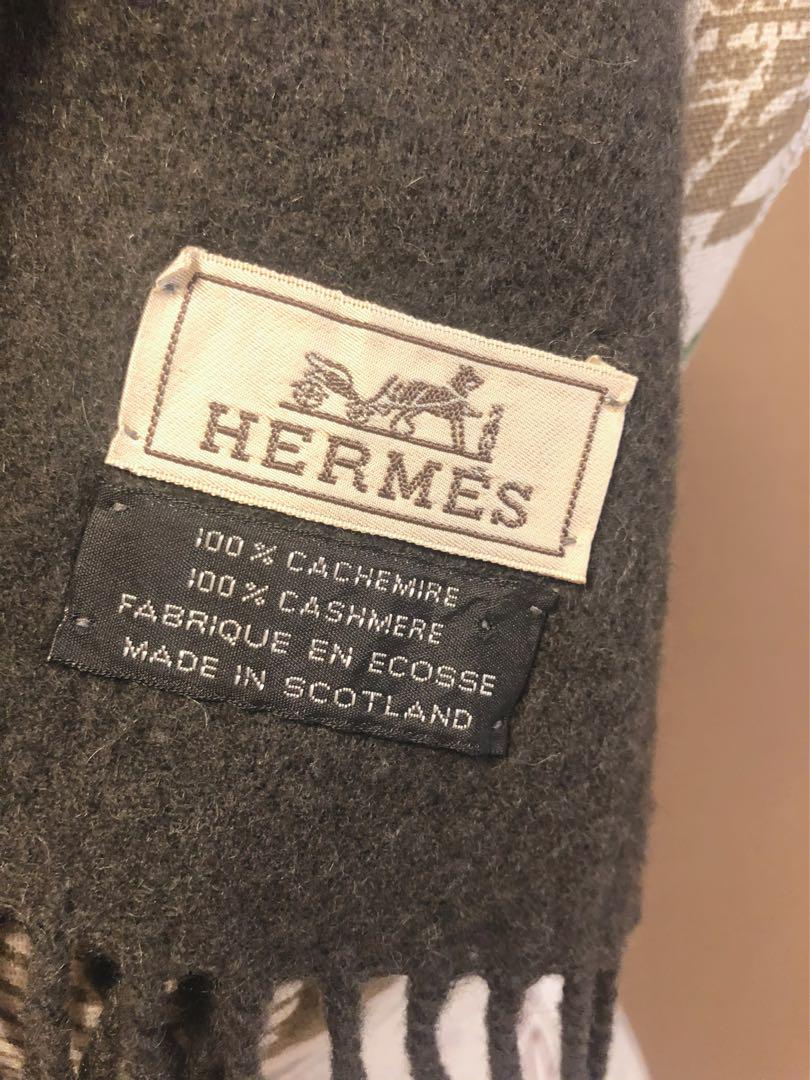 HERMÈS
100% CACHEMIRE
100% CASHMERE
FABRIQUE EN ECOSSE
MADE IN SCOTLAND